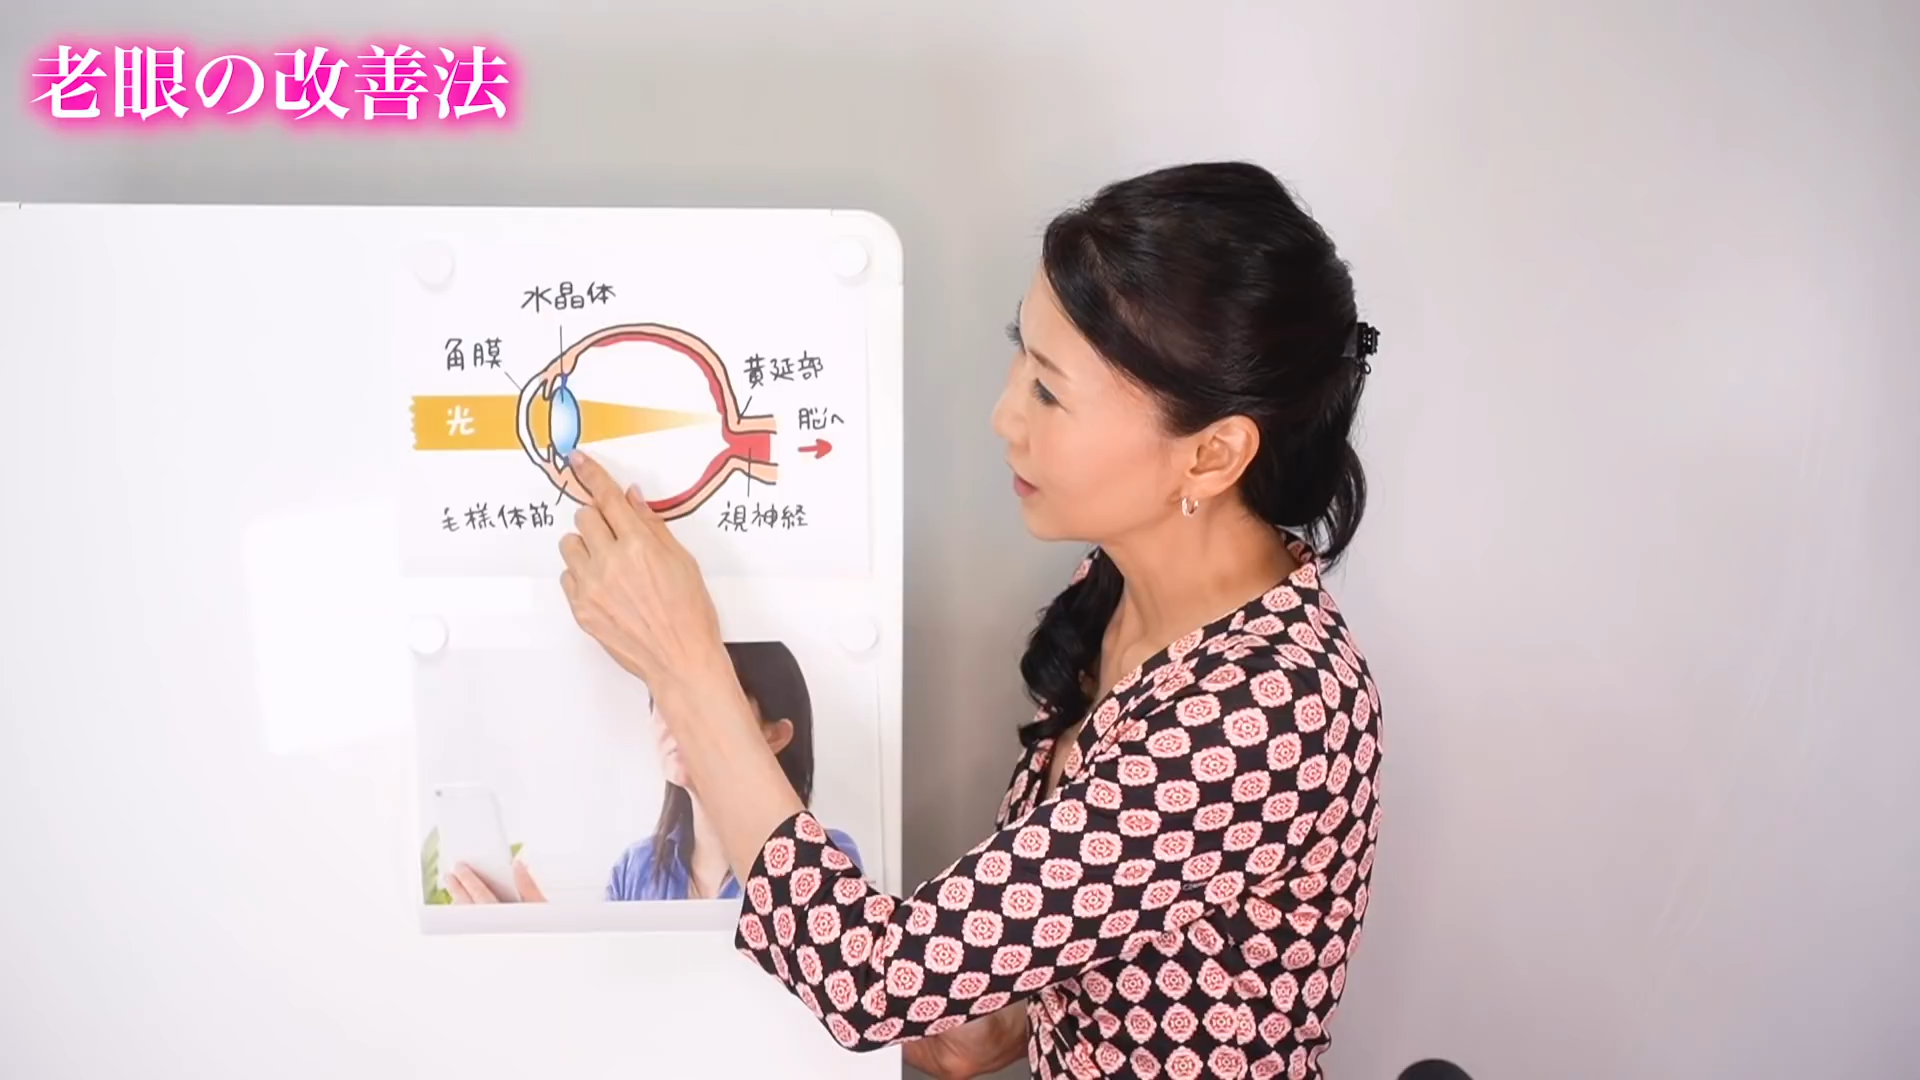 老眼の改善法
水晶体
角膜
黄延部
光
脳へ
毛様体筋
視神経